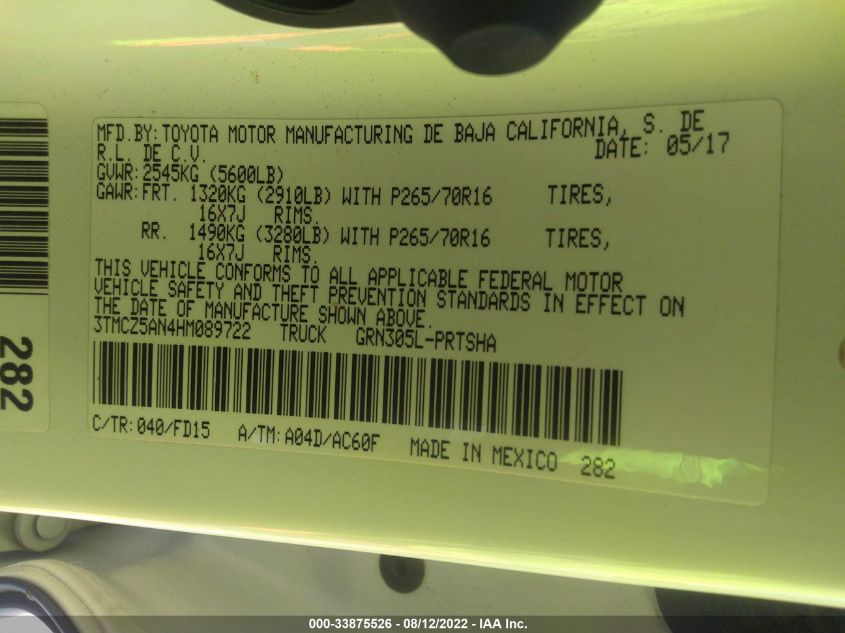 MFD.BY:TOYOTA MOTOR MANUFACTURING DE BAJA CALIFORNIA, S. DE
R.L. DE C.V. DATE: 05/17
GVWR:2545KG (5600LB)
GAWR:FRT. 1320KG (2910LB) WITH P265/70R16 TIRES,
16X7J RIMS.
RR. 1490KG (3280LB) WITH P265/70R16 TIRES,
16X7J RIMS.
THIS VEHICLE CONFORMS TO ALL APPLICABLE FEDERAL MOTOR
VEHICLE SAFETY AND THEFT PREVENTION STANDARDS IN EFFECT ON
THE DATE OF MANUFACTURE SHOWN ABOVE.
3TMCZ5AN4HM089722 TRUCK GRN305L-PRTSHA
C/TR:040/FD15 A/TM:A04D/AC60F MADE IN MEXICO 282
282
000-33875526 - 08/12/2022 - IAA Inc.